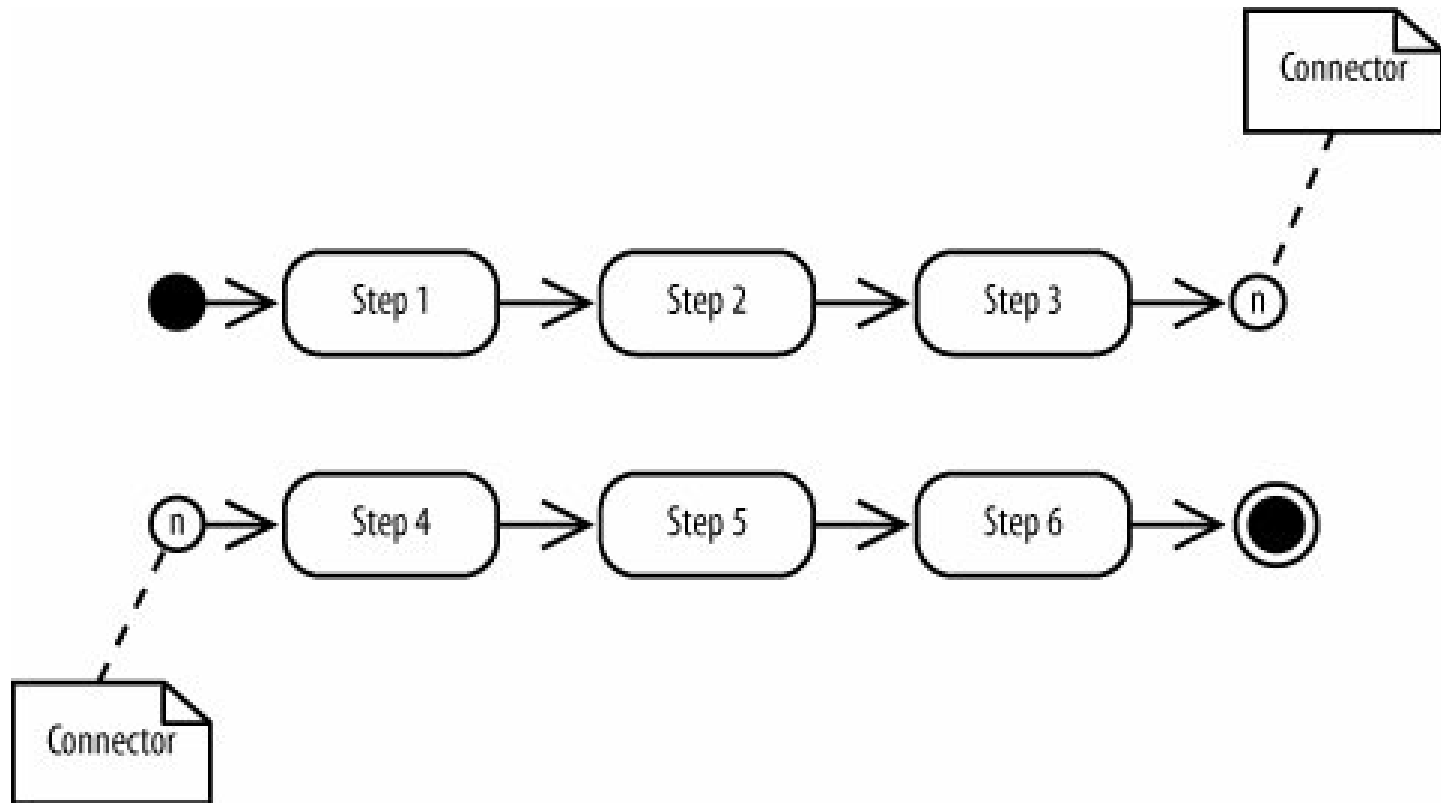 Connector
Step 1
Step 2
Step 3
n
n
Step 4
Step 5
Step 6
Connector